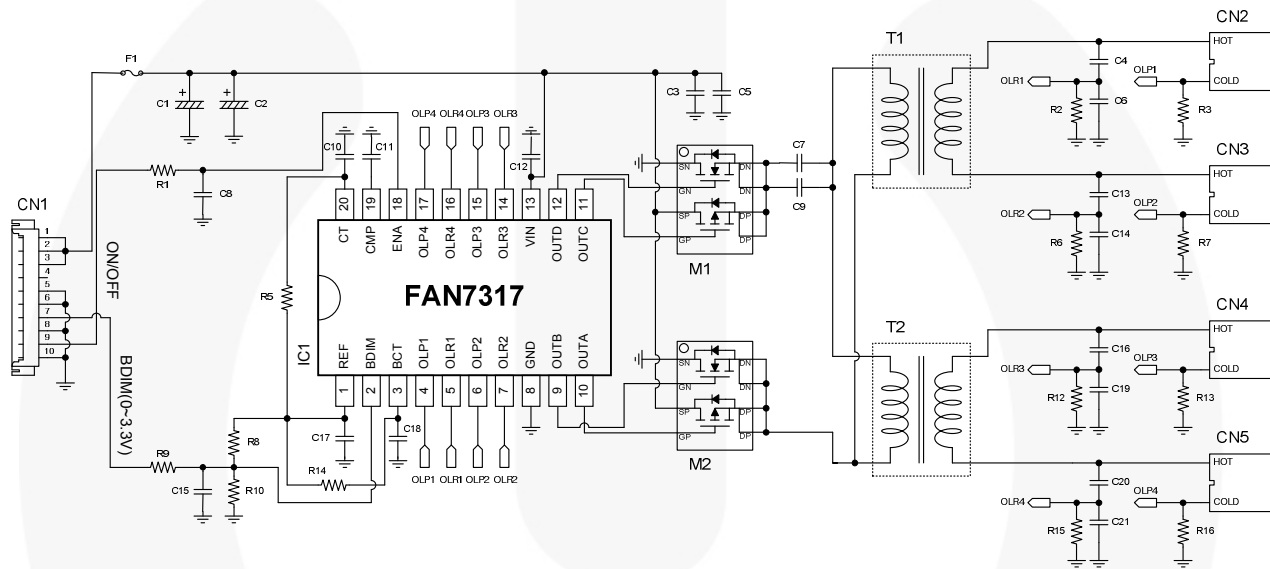 CN2
T1
HOT
COLD
F1
C4
OLR1
OLP1
C6
R2
R3
+
C1
+
C2
C3
C5
OLP4
OLR4
OLP3
OLR3
C10
C11
C12
C7
C9
SN
DN
GN
DN
SP
DP
GP
DP
M1
CN3
HOT
COLD
C13
OLR2
OLP2
C14
R6
R7
R1
C8
CN1
1
2
3
4
5
6
7
8
9
10
ON/OFF
BDIM(0~3.3V)
20
19
18
17
16
15
14
13
12
11
CT
CMP
ENA
OLP4
OLR4
OLP3
OLR3
VIN
OUTD
OUTC
R5
FAN7317
IC1
REF
BDIM
BCT
OLP1
OLR1
OLP2
OLR2
GND
OUTB
OUTA
1
2
3
4
5
6
7
8
9
10
CN4
T2
HOT
COLD
C16
OLR3
OLP3
C19
R12
R13
SN
DN
GN
DN
SP
DP
GP
DP
M2
R8
C17
C18
R9
R14
C15
R10
OLP1
OLR1
OLP2
OLR2
CN5
HOT
COLD
C20
OLR4
OLP4
C21
R15
R16